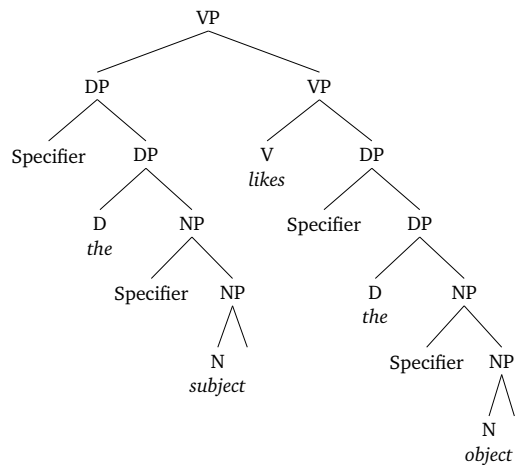 VP
DP VP
Specifier DP V DP
likes
D NP Specifier DP
the
Specifier NP D NP
the
N Specifier NP
subject
N
object